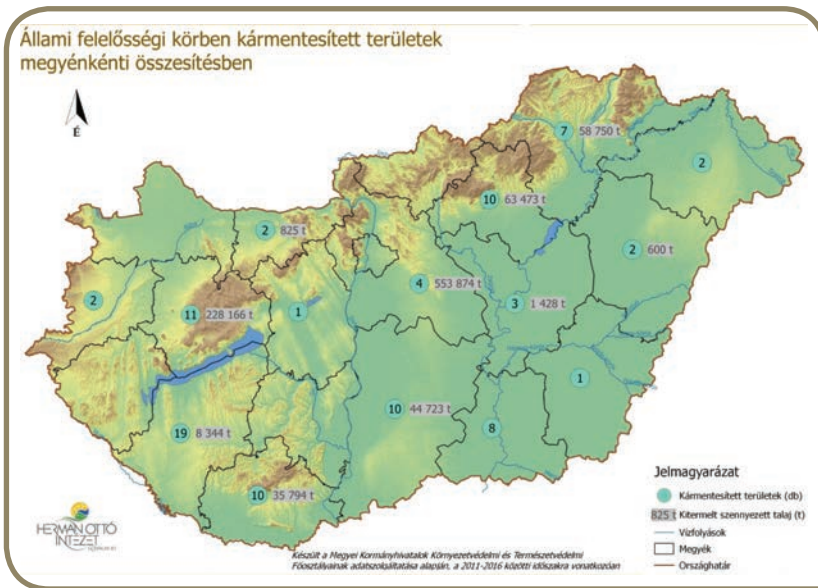 Állami felelősségi körben kármentesített területek
megyénkénti összesítésben
É
7 58 750 t
2
10 63 473 t
2 825 t
2 600 t
4 553 874 t
2
11 228 166 t
1
3 1 428 t
1
10 44 723 t
8
19 8 344 t
10 35 794 t
Jelmagyarázat
Kármentesített területek (db)
825 t Kitermelt szennyezett talaj (t)
Vízfolyások
Megyék
Országhatár
HERMAN OTTÓ
INTÉZET
Készült a Megyei Kormányhivatalok Környezetvédelmi és Természetvédelmi
Főosztályainak adatszolgáltatása alapján, a 2011-2016 közötti időszakra vonatkozóan